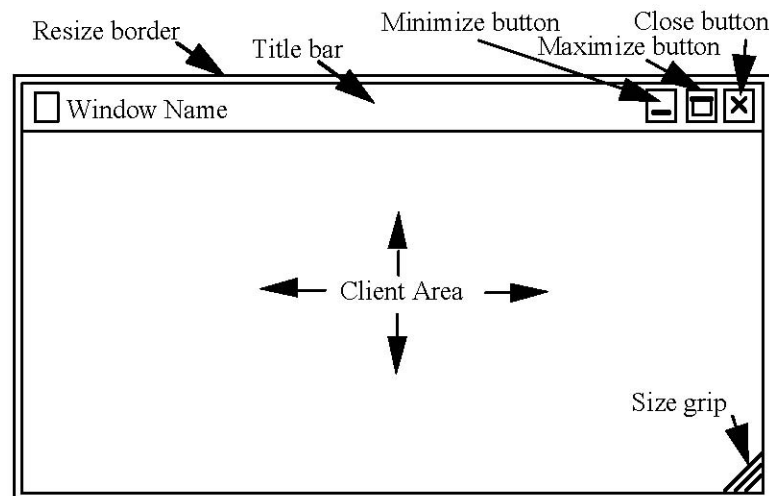 Minimize button
Close button
Resize border
Title bar
Maximize button
Window Name
Client Area
Size grip